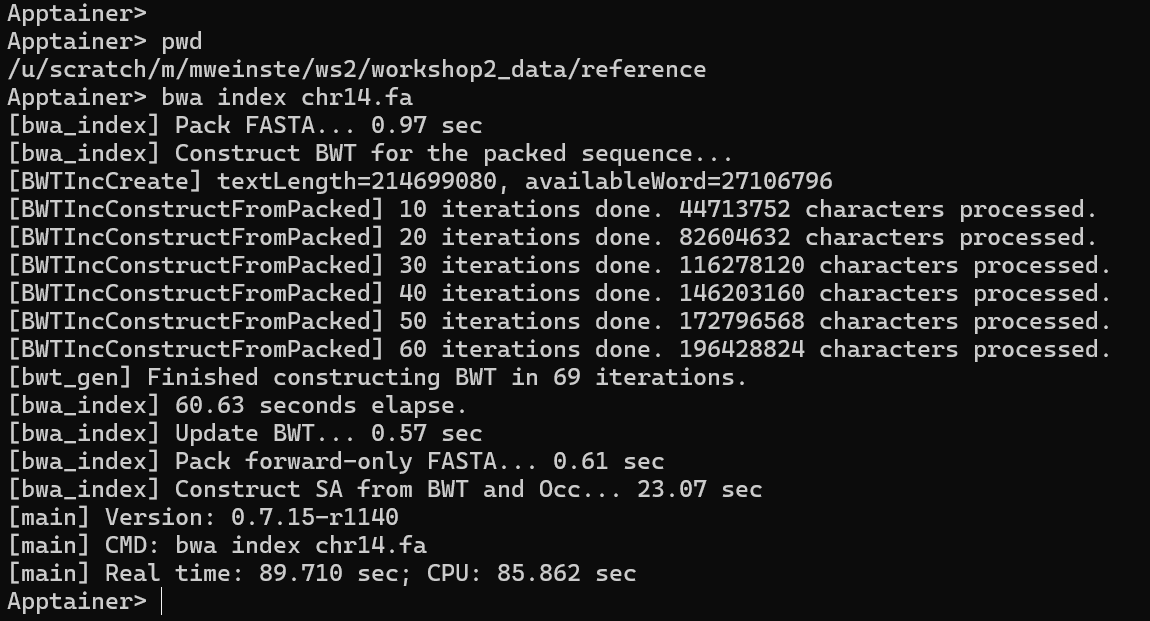 Apptainer>
Apptainer> pwd
/u/scratch/m/mweinste/ws2/workshop2_data/reference
Apptainer> bwa index chr14.fa
[bwa_index] Pack FASTA... 0.97 sec
[bwa_index] Construct BWT for the packed sequence...
[BWTIncCreate] textLength=214699080, availableWord=27106796
[BWTIncConstructFromPacked] 10 iterations done. 44713752 characters processed.
[BWTIncConstructFromPacked] 20 iterations done. 82604632 characters processed.
[BWTIncConstructFromPacked] 30 iterations done. 116278120 characters processed.
[BWTIncConstructFromPacked] 40 iterations done. 146203160 characters processed.
[BWTIncConstructFromPacked] 50 iterations done. 172796568 characters processed.
[BWTIncConstructFromPacked] 60 iterations done. 196428824 characters processed.
[bwt_gen] Finished constructing BWT in 69 iterations.
[bwa_index] 60.63 seconds elapse.
[bwa_index] Update BWT... 0.57 sec
[bwa_index] Pack forward-only FASTA... 0.61 sec
[bwa_index] Construct SA from BWT and Occ... 23.07 sec
[main] Version: 0.7.15-r1140
[main] CMD: bwa index chr14.fa
[main] Real time: 89.710 sec; CPU: 85.862 sec
Apptainer>